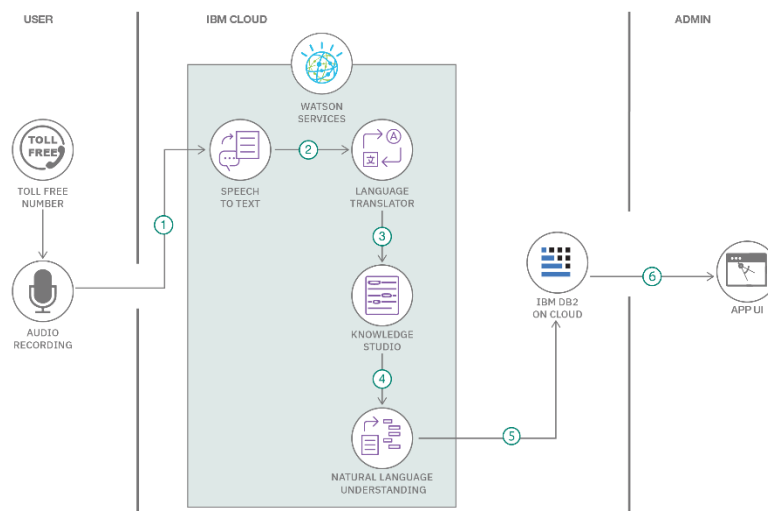 USER
IBM CLOUD
ADMIN
WATSON
SERVICES
TOLL
FREE
TOLL FREE
NUMBER
1
SPEECH
TO TEXT
2
A
文
LANGUAGE
TRANSLATOR
3
AUDIO
RECORDING
KNOWLEDGE
STUDIO
4
NATURAL LANGUAGE
UNDERSTANDING
5
IBM DB2
ON CLOUD
6
APP UI